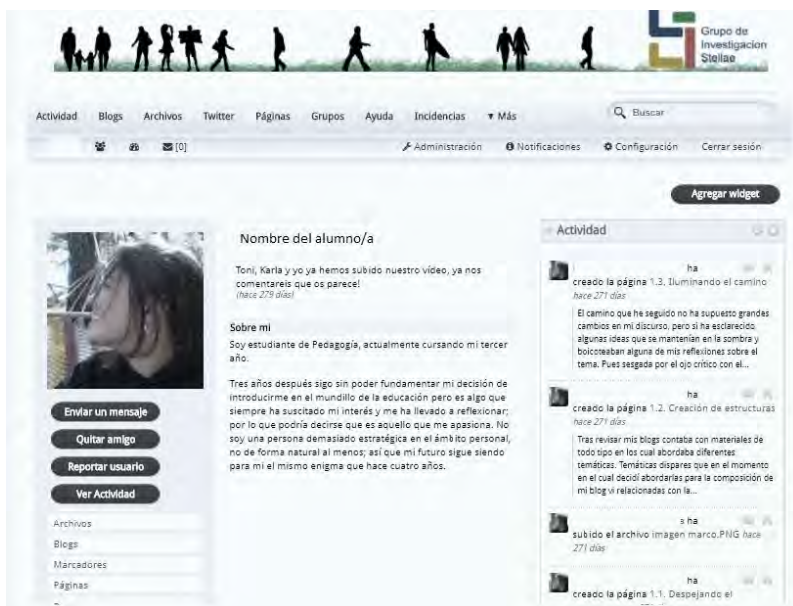 Grupo de
Investigacion
Stellae
Actividad Blogs Archivos Twitter Páginas Grupos Ayuda Incidencias ▼ Más
Buscar
[0]
Administración Notificaciones Configuración Cerrar sesión
Agregar widget
Nombre del alumno/a
Toni, Karla y yo ya hemos subido nuestro vídeo, ya nos
comentareis que os parece!
(hace 279 días)
Sobre mi
Soy estudiante de Pedagogía, actualmente cursando mi tercer
año.
Tres años después sigo sin poder fundamentar mi decisión de
introducirme en el mundillo de la educación pero es algo que
siempre ha suscitado mi interés y me ha llevado a reflexionar;
por lo que podría decirse que es aquello que me apasiona. No
soy una persona demasiado estratégica en el ámbito personal,
no de forma natural al menos; así que mi futuro sigue siendo
para mi el mismo enigma que hace cuatro años.
Enviar un mensaje
Quitar amigo
Reportar usuario
Ver Actividad
Archivos
Blogs
Marcadores
Páginas
Actividad
ha
creado la página 1.3. Iluminando el camino
hace 271 días
El camino que he seguido no ha supuesto grandes
cambios en mi discurso, pero si ha esclarecido,
algunas ideas que se mantenían en la sombra y
boicoteaban alguna de mis reflexiones sobre el
tema. Pues sesgada por el ojo crítico con el...
ha
creado la página 1.2. Creación de estructuras
hace 271 días
Tras revisar mis blogs contaba con materiales de
todo tipo en los cual abordaba diferentes
temáticas. Temáticas dispares que en el momento
en el cual decidí abordarlas para la composición de
mi blog vi relacionadas con la...
ha
subido el archivo imagen marco.PNG hace
271 días
ha
creado la página 1.1. Despejando el